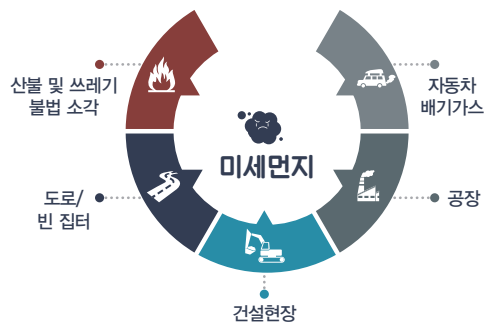 산불 및 쓰레기
불법 소각
자동차
배기가스
미세먼지
도로/
빈 집터
공장
건설현장